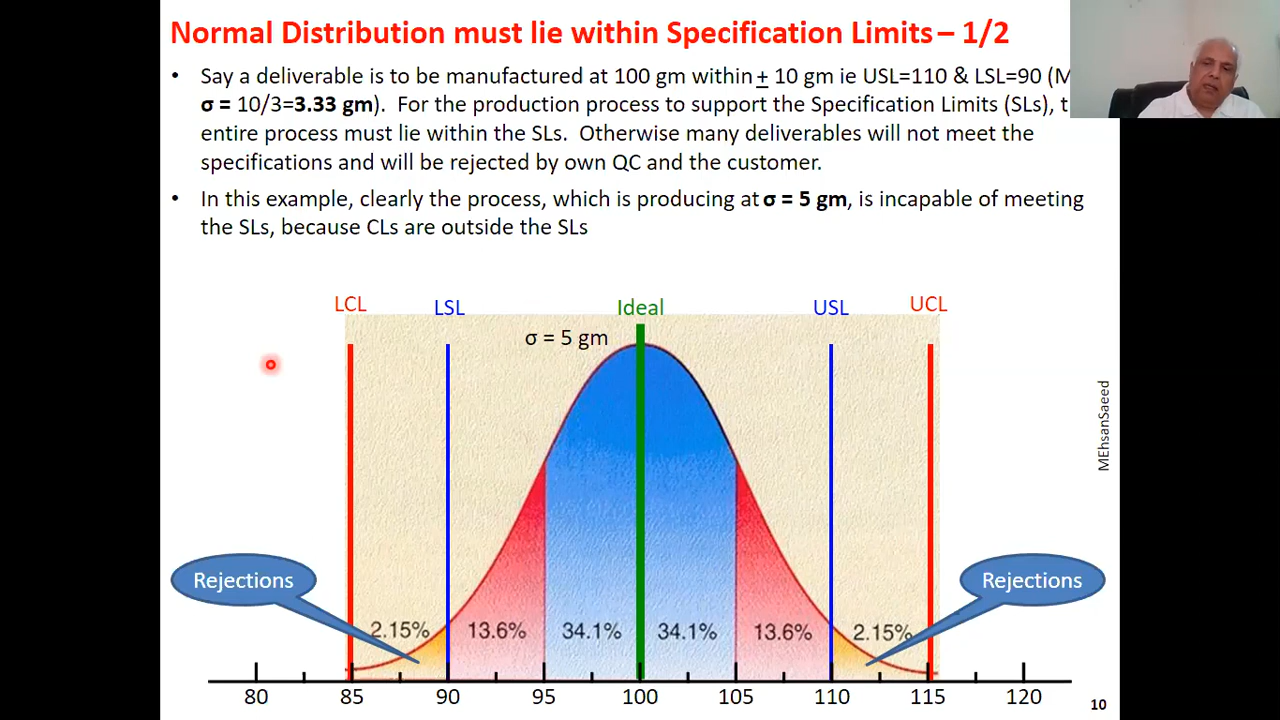 Normal Distribution must lie within Specification Limits – 1/2
• Say a deliverable is to be manufactured at 100 gm within + 10 gm ie USL=110 & LSL=90 (M
σ = 10/3=3.33 gm). For the production process to support the Specification Limits (SLs), t
entire process must lie within the SLs. Otherwise many deliverables will not meet the
specifications and will be rejected by own QC and the customer.
• In this example, clearly the process, which is producing at σ = 5 gm, is incapable of meeting
the SLs, because CLs are outside the SLs
LCL LSL Ideal USL UCL
σ = 5 gm
MEhsanSaeed
Rejections Rejections
2.15% 13.6% 34.1% 34.1% 13.6% 2.15%
80 85 90 95 100 105 110 115 120
10